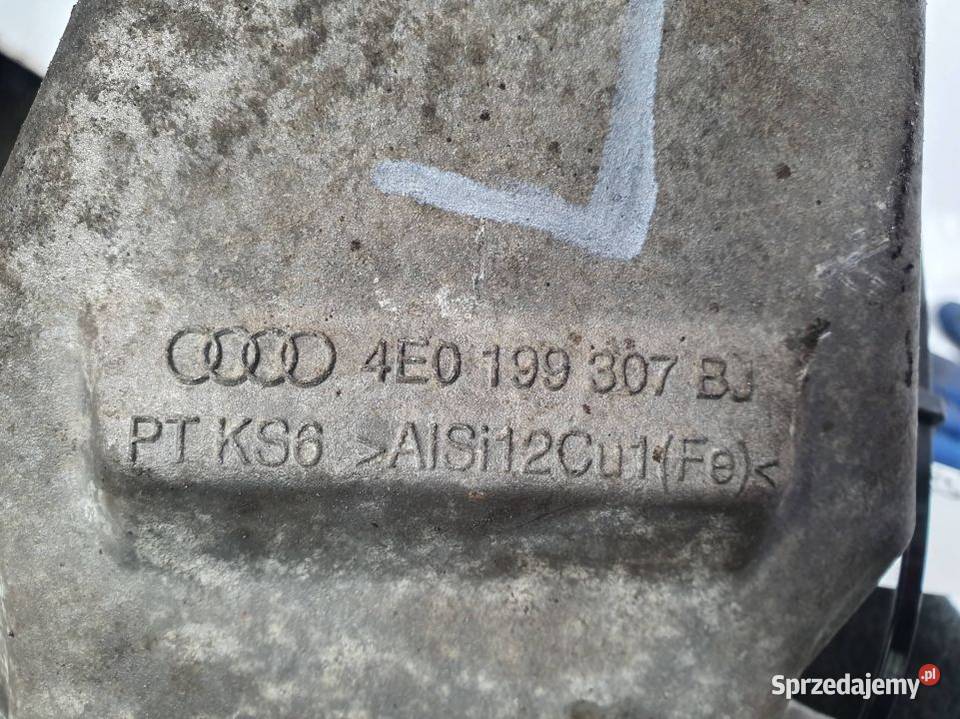 4E0 199 307 BJ
PT KS6 >AlSi12Cu1(Fe)<
Sprzedajemy.pl